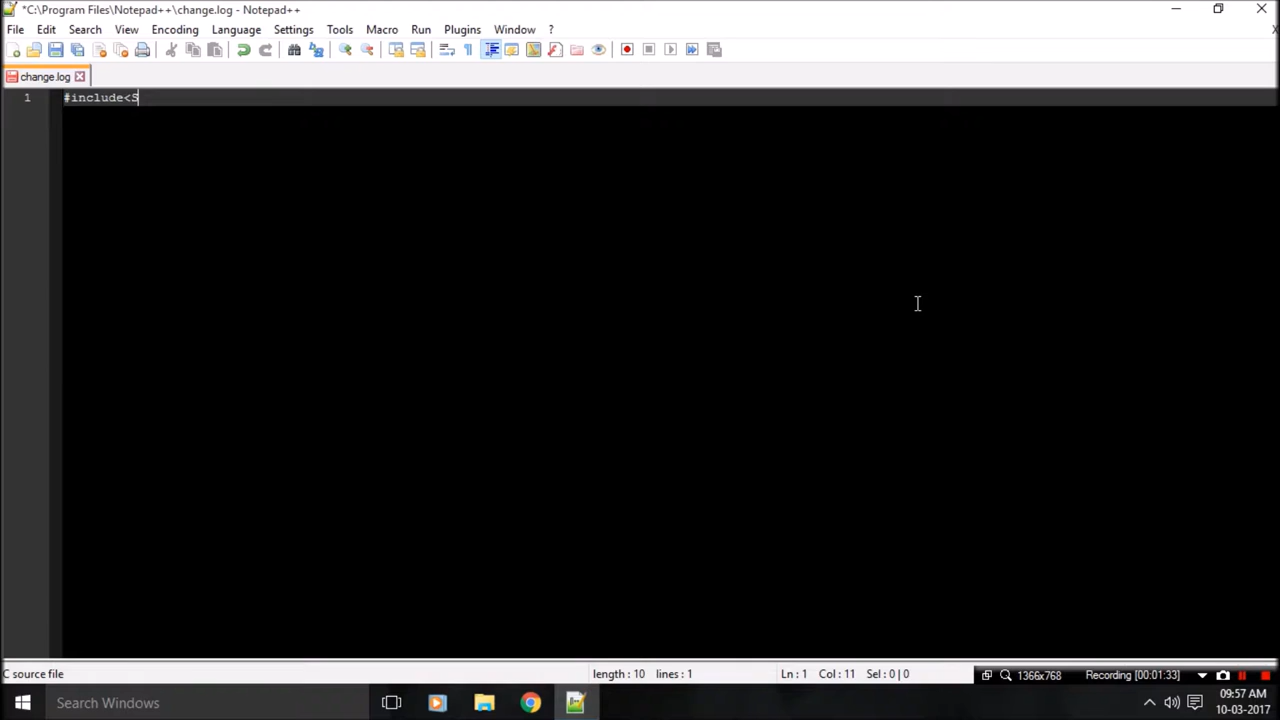 *C:\Program Files\Notepad++\change.log - Notepad++
File Edit Search View Encoding Language Settings Tools Macro Run Plugins Window ?
change.log
1 #include<S
C source file length : 10 lines : 1 Ln : 1 Col : 11 Sel : 0 | 0 1366x768 Recording [00:01:33]
Search Windows
09:57 AM
10-03-2017